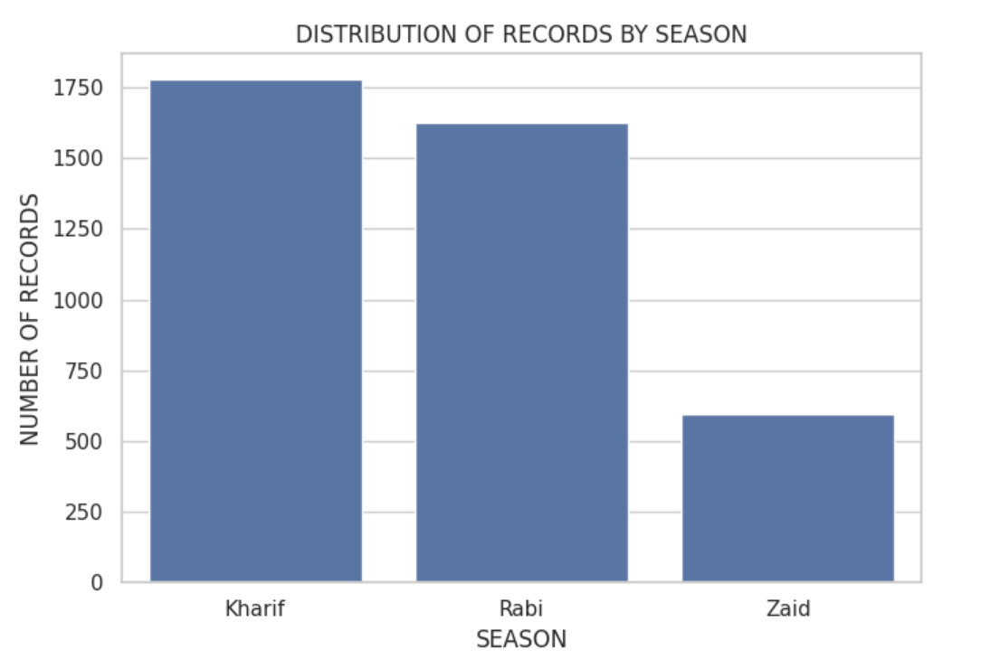 DISTRIBUTION OF RECORDS BY SEASON
NUMBER OF RECORDS
1750
1500
1250
1000
750
500
250
0
Kharif
Rabi
Zaid
SEASON